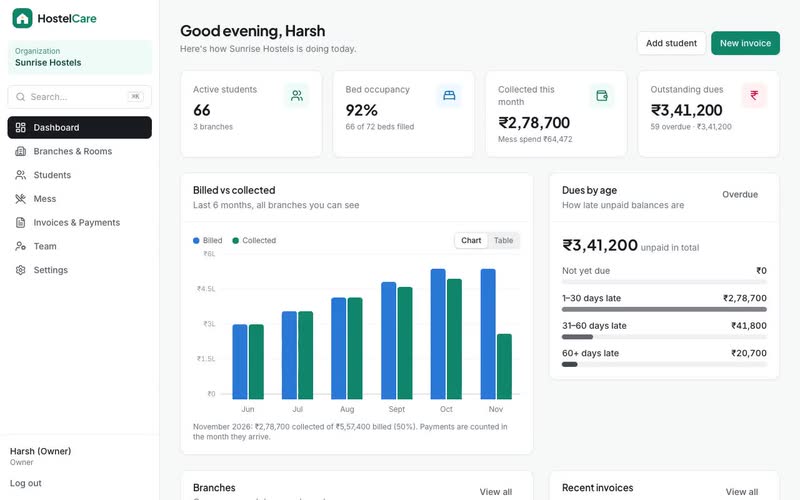 HostelCare
Organization
Sunrise Hostels
Search...
⌘K
Dashboard
Branches & Rooms
Students
Mess
Invoices & Payments
Team
Settings
Harsh (Owner)
Owner
Log out
Good evening, Harsh
Here's how Sunrise Hostels is doing today.
Add student
New invoice
Active students
66
3 branches
Bed occupancy
92%
66 of 72 beds filled
Collected this
month
₹2,78,700
Mess spend ₹64,472
Outstanding dues
₹
₹3,41,200
59 overdue · ₹3,41,200
Billed vs collected
Last 6 months, all branches you can see
Billed
Collected
Chart
Table
₹6L
₹4.5L
₹3L
₹1.5L
₹0
Jun
Jul
Aug
Sept
Oct
Nov
November 2026: ₹2,78,700 collected of ₹5,57,400 billed (50%). Payments are counted in
the month they arrive.
Dues by age
How late unpaid balances are
Overdue
₹3,41,200 unpaid in total
Not yet due ₹0
1–30 days late ₹2,78,700
31–60 days late ₹41,800
60+ days late ₹20,700
Branches
View all
Recent invoices
View all